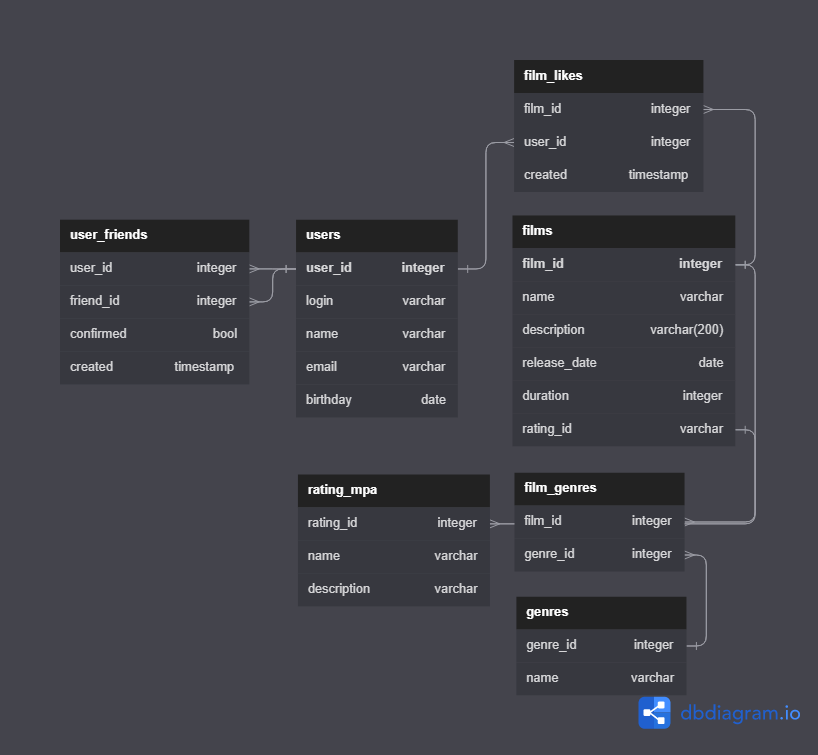 film_likes
film_id integer
user_id integer
created timestamp
user_friends
user_id integer
friend_id integer
confirmed bool
created timestamp
users
user_id integer
login varchar
name varchar
email varchar
birthday date
films
film_id integer
name varchar
description varchar(200)
release_date date
duration integer
rating_id varchar
rating_mpa
rating_id integer
name varchar
description varchar
film_genres
film_id integer
genre_id integer
genres
genre_id integer
name varchar
dbdiagram.io